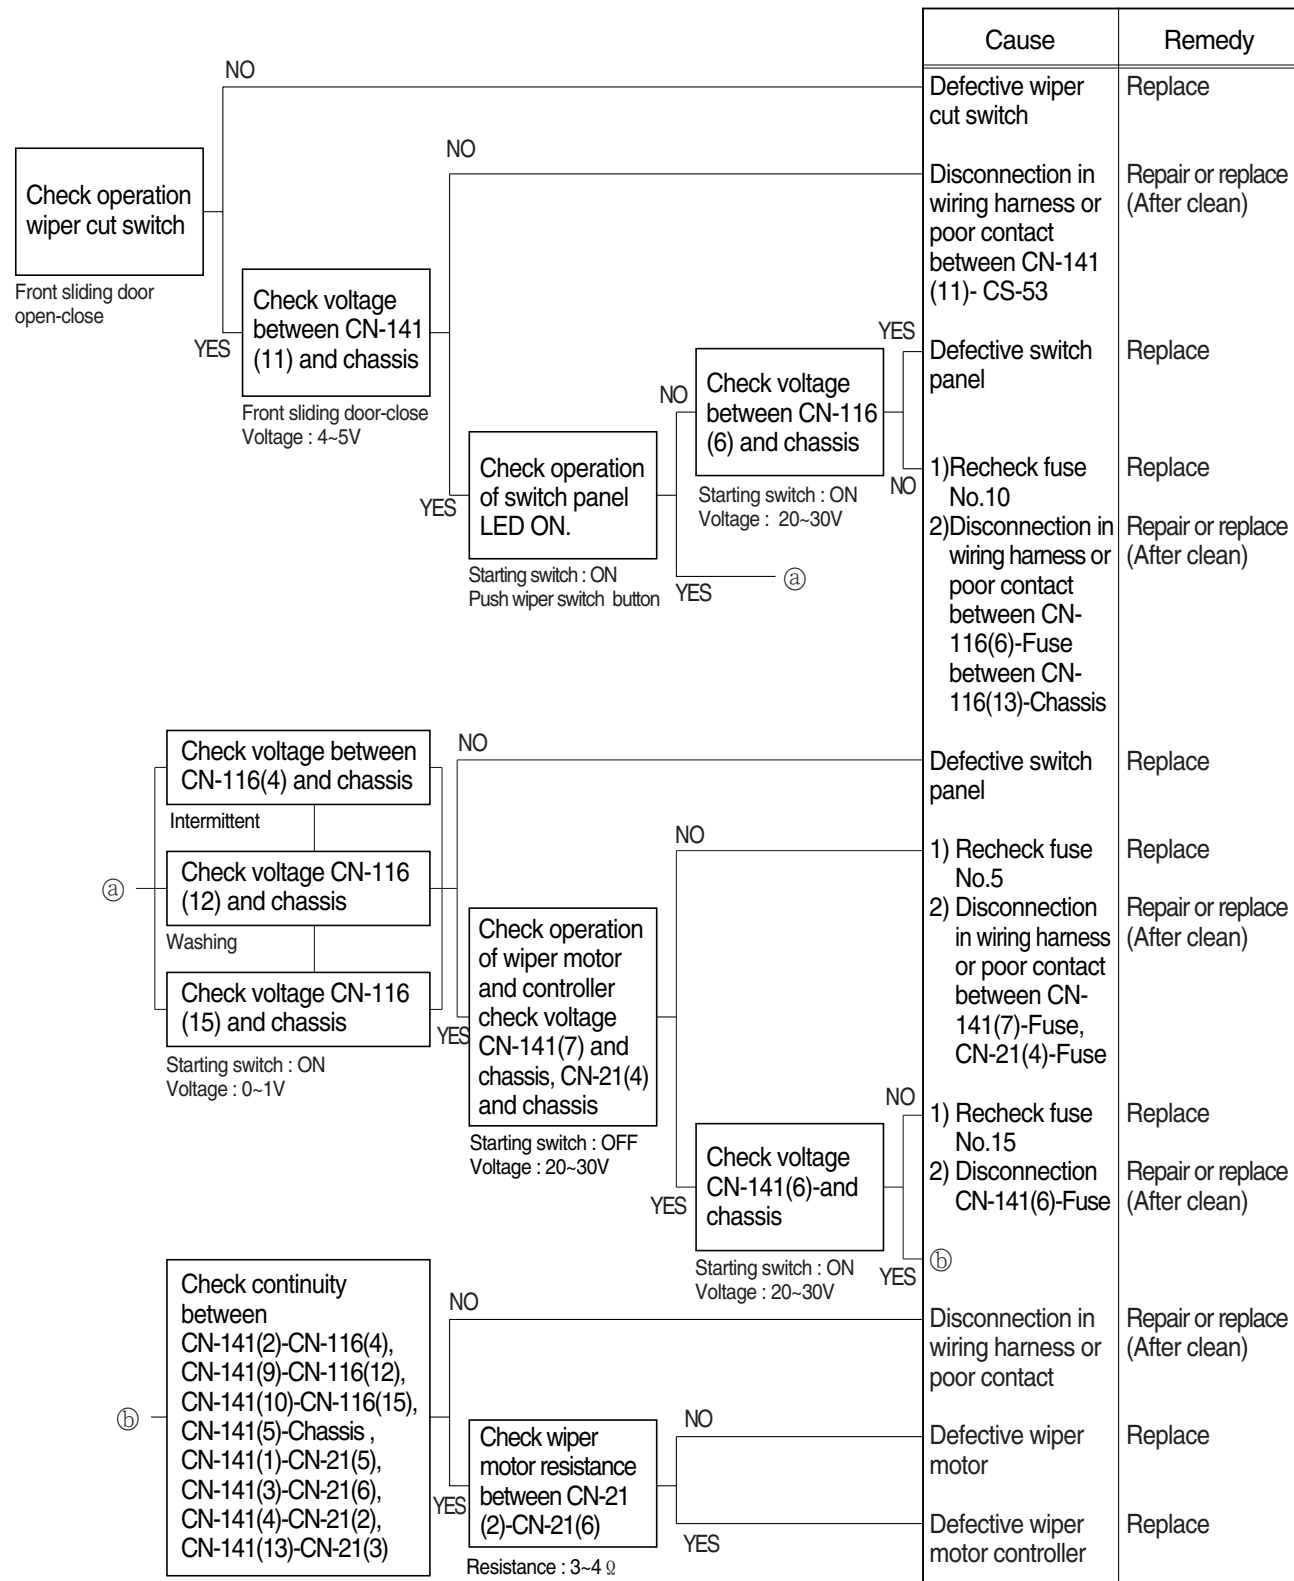 Cause
Remedy
NO
Defective wiper
cut switch
Replace
NO
Check operation
wiper cut switch
Front sliding door
open-close
Disconnection in
wiring harness or
poor contact
between CN-141
(11)- CS-53
Repair or replace
(After clean)
YES
Check voltage
between CN-141
(11) and chassis
Front sliding door-close
Voltage : 4~5V
YES
Defective switch
panel
Replace
NO
Check voltage
between CN-116
(6) and chassis
Starting switch : ON
Voltage : 20~30V
NO
YES
Check operation
of switch panel
LED ON.
Starting switch : ON
Push wiper switch button
YES
ⓐ
1)Recheck fuse
No.10
Replace
2)Disconnection in
wiring harness or
poor contact
between CN-
116(6)-Fuse
between CN-
116(13)-Chassis
Repair or replace
(After clean)
ⓐ
Check voltage between
CN-116(4) and chassis
Intermittent
Check voltage CN-116
(12) and chassis
Washing
Check voltage CN-116
(15) and chassis
Starting switch : ON
Voltage : 0~1V
NO
Defective switch
panel
Replace
YES
Check operation
of wiper motor
and controller
check voltage
CN-141(7) and
chassis, CN-21(4)
and chassis
Starting switch : OFF
Voltage : 20~30V
NO
1) Recheck fuse
No.5
Replace
2) Disconnection
in wiring harness
or poor contact
between CN-
141(7)-Fuse,
CN-21(4)-Fuse
Repair or replace
(After clean)
YES
Check voltage
CN-141(6)-and
chassis
Starting switch : ON
Voltage : 20~30V
NO
1) Recheck fuse
No.15
Replace
2) Disconnection
CN-141(6)-Fuse
Repair or replace
(After clean)
YES
ⓑ
ⓑ
Check continuity
between
CN-141(2)-CN-116(4),
CN-141(9)-CN-116(12),
CN-141(10)-CN-116(15),
CN-141(5)-Chassis ,
CN-141(1)-CN-21(5),
CN-141(3)-CN-21(6),
CN-141(4)-CN-21(2),
CN-141(13)-CN-21(3)
NO
Disconnection in
wiring harness or
poor contact
Repair or replace
(After clean)
YES
Check wiper
motor resistance
between CN-21
(2)-CN-21(6)
Resistance : 3~4 Ω
NO
Defective wiper
motor
Replace
YES
Defective wiper
motor controller
Replace